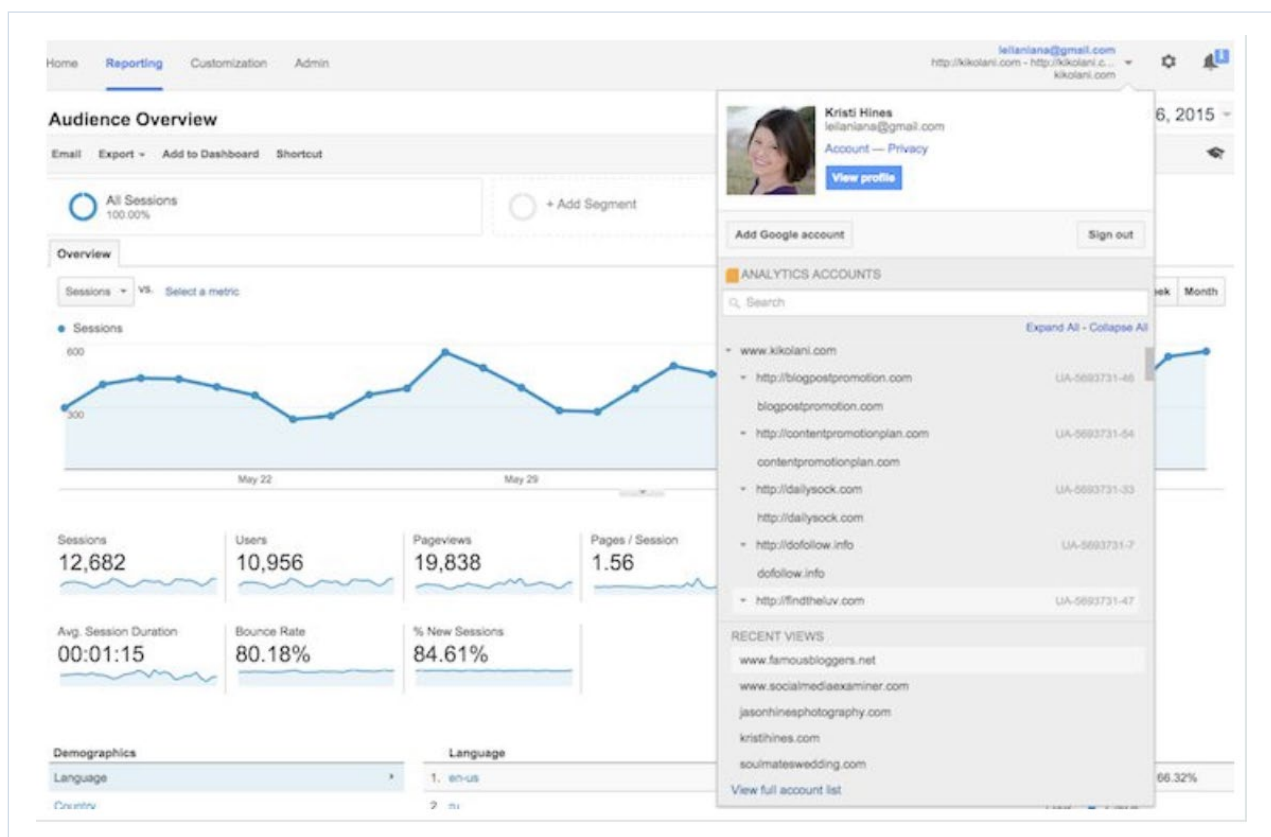 Home Reporting Customization Admin
leilaniana@gmail.com
http://kikolani.com - http://kikolani.c...
kikolani.com
1
Audience Overview
6, 2015
Email Export Add to Dashboard Shortcut
All Sessions
100.00%
+ Add Segment
Overview
Sessions VS. Select a metric
eek Month
Sessions
600
300
May 22 May 29
Sessions
12,682
Users
10,956
Pageviews
19,838
Pages / Session
1.56
Avg. Session Duration
00:01:15
Bounce Rate
80.18%
% New Sessions
84.61%
Demographics
Language
Country
Language
1. en-us
66.32%
2. ru
Kristi Hines
leilaniana@gmail.com
Account — Privacy
View profile
Add Google account Sign out
ANALYTICS ACCOUNTS
Search
Expand All - Collapse All
www.kikolani.com
http://blogpostpromotion.com UA-5693731-46
blogpostpromotion.com
http://contentpromotionplan.com UA-5693731-54
contentpromotionplan.com
http://dailysock.com UA-5693731-33
http://dailysock.com
http://dofollow.info UA-5693731-7
dofollow.info
http://findtheluv.com UA-5693731-47
RECENT VIEWS
www.famousbloggers.net
www.socialmediaexaminer.com
jasonhinesphotography.com
kristihines.com
soulmateswedding.com
View full account list